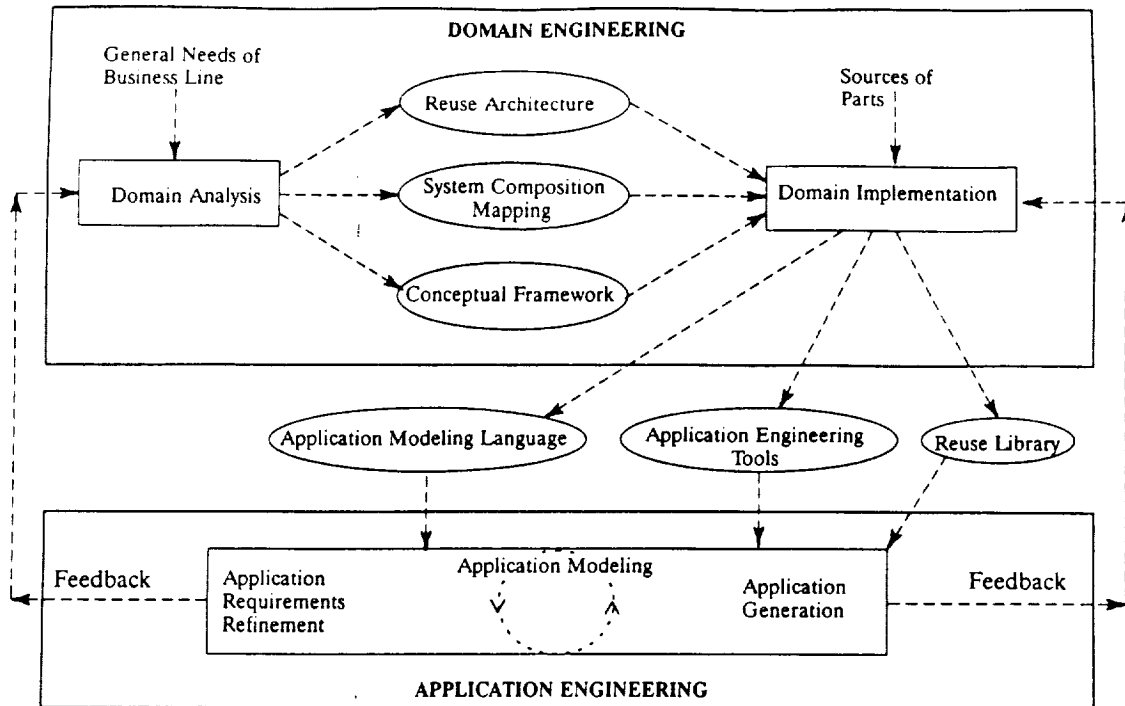 DOMAIN ENGINEERING
General Needs of
Business Line
Sources of
Parts
Reuse Architecture
Domain Analysis
System Composition
Mapping
Domain Implementation
Conceptual Framework
Application Modeling Language
Application Engineering
Tools
Reuse Library
Feedback
Application
Requirements
Refinement
Application Modeling
Application
Generation
Feedback
APPLICATION ENGINEERING